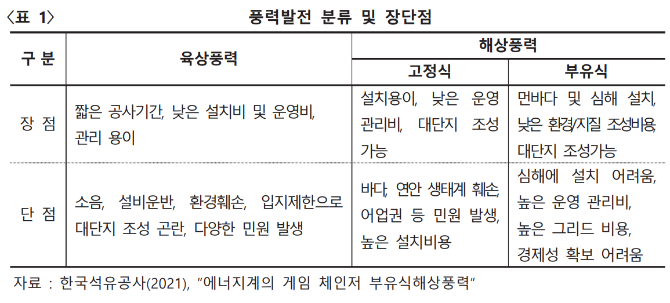 <표 1> 풍력발전 분류 및 장단점
구 분 육상풍력 해상풍력
고정식 부유식
장 점
짧은 공사기간, 낮은 설치비 및 운영비,
관리 용이
설치용이, 낮은 운영
관리비, 대단지 조성
가능
먼바다 및 심해 설치,
낮은 환경/지질 조성비용,
대단지 조성가능
단 점
소음, 설비운반, 환경훼손, 입지제한으로
대단지 조성 곤란, 다양한 민원 발생
바다, 연안 생태계 훼손,
어업권 등 민원 발생,
높은 설치비용
심해에 설치 어려움,
높은 운영 관리비,
높은 그리드 비용,
경제성 확보 어려움
자료 : 한국석유공사(2021), "에너지계의 게임 체인저 부유식해상풍력"